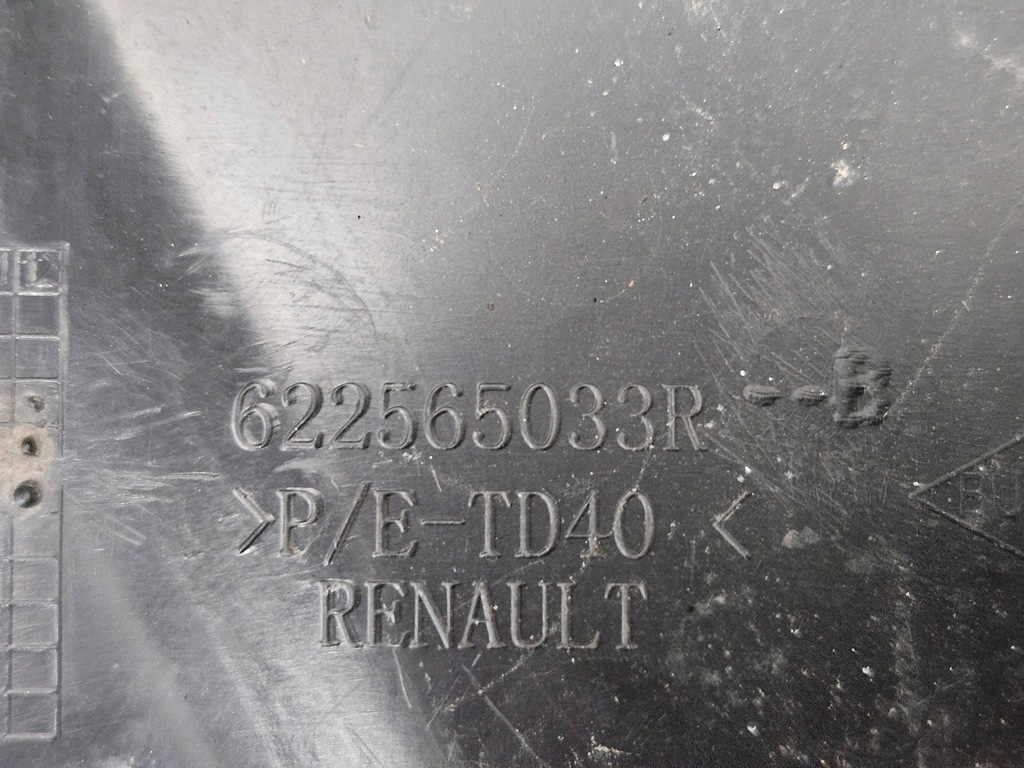 622565033R --B
>P/E-TD40<
RENAULT